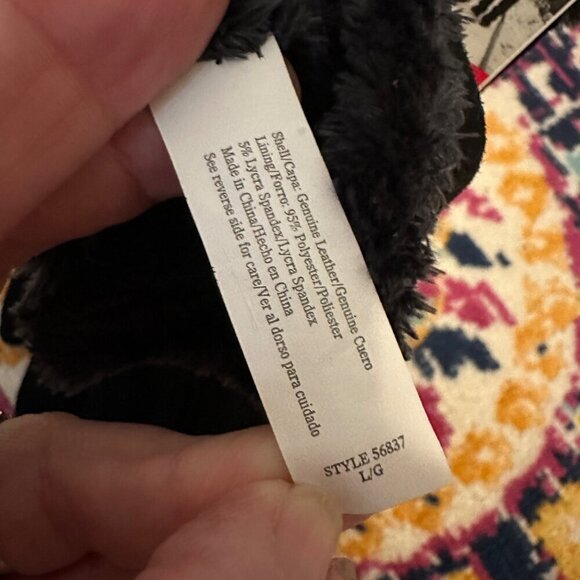 Shell/Capa: Genuine Leather/Genuine Cuero
Lining/Forro: 95% Polyester/Poliester
5% Lycra Spandex/Lycra Spandex
Made in China/Hecho en China
See reverse side for care/Ver al dorso para cuidado
STYLE 56837
L/G